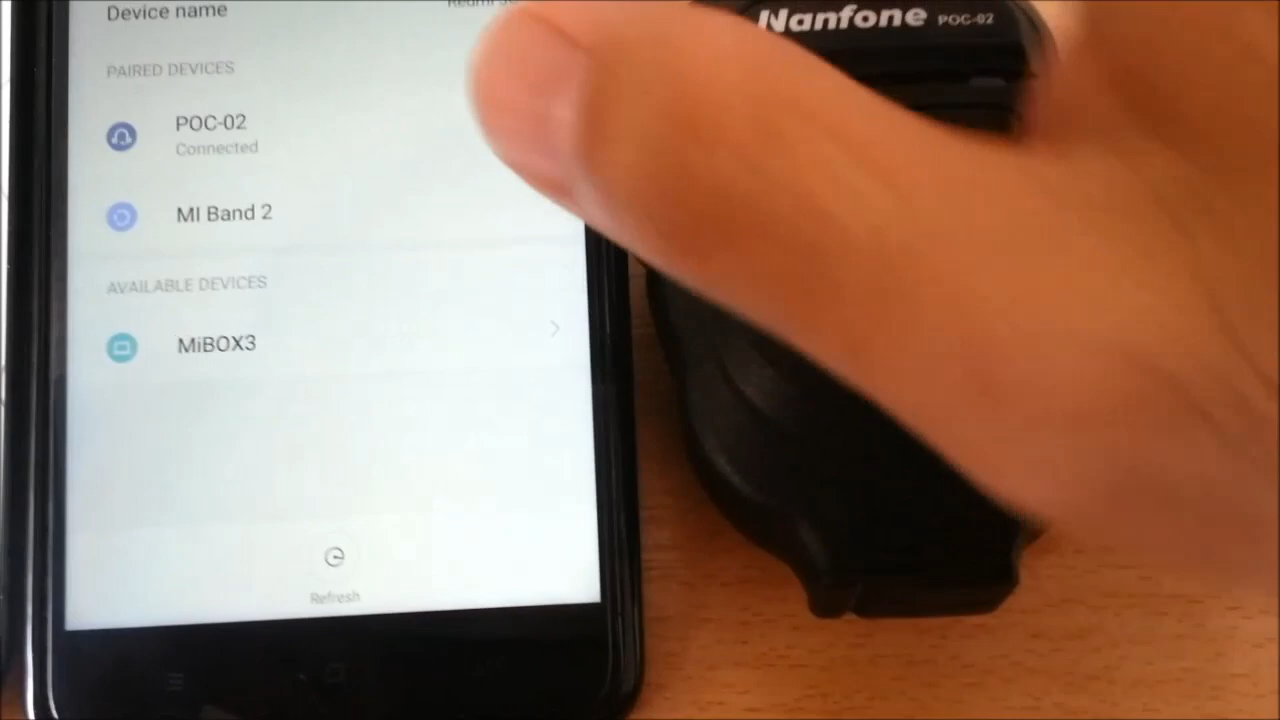 Device name
PAIRED DEVICES
POC-02
Connected
MI Band 2
AVAILABLE DEVICES
MiBOX3
Refresh
Nanfone POC-02